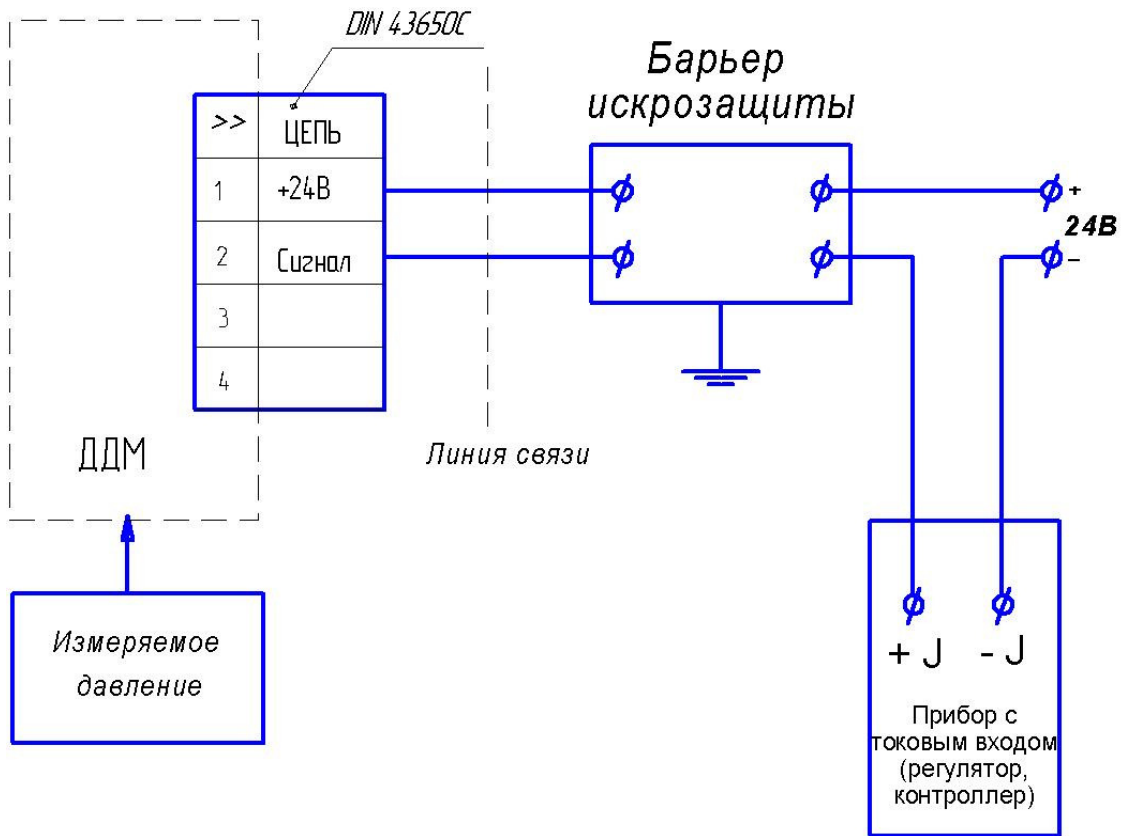 DIN 43650С
Барьер
искрозащиты
>> ЦЕПЬ
1 +24В
2 Сигнал
3
4
+
24В
–
ДДМ
Линия связи
Измеряемое
давление
+ J - J
Прибор с
токовым входом
(регулятор,
контроллер)